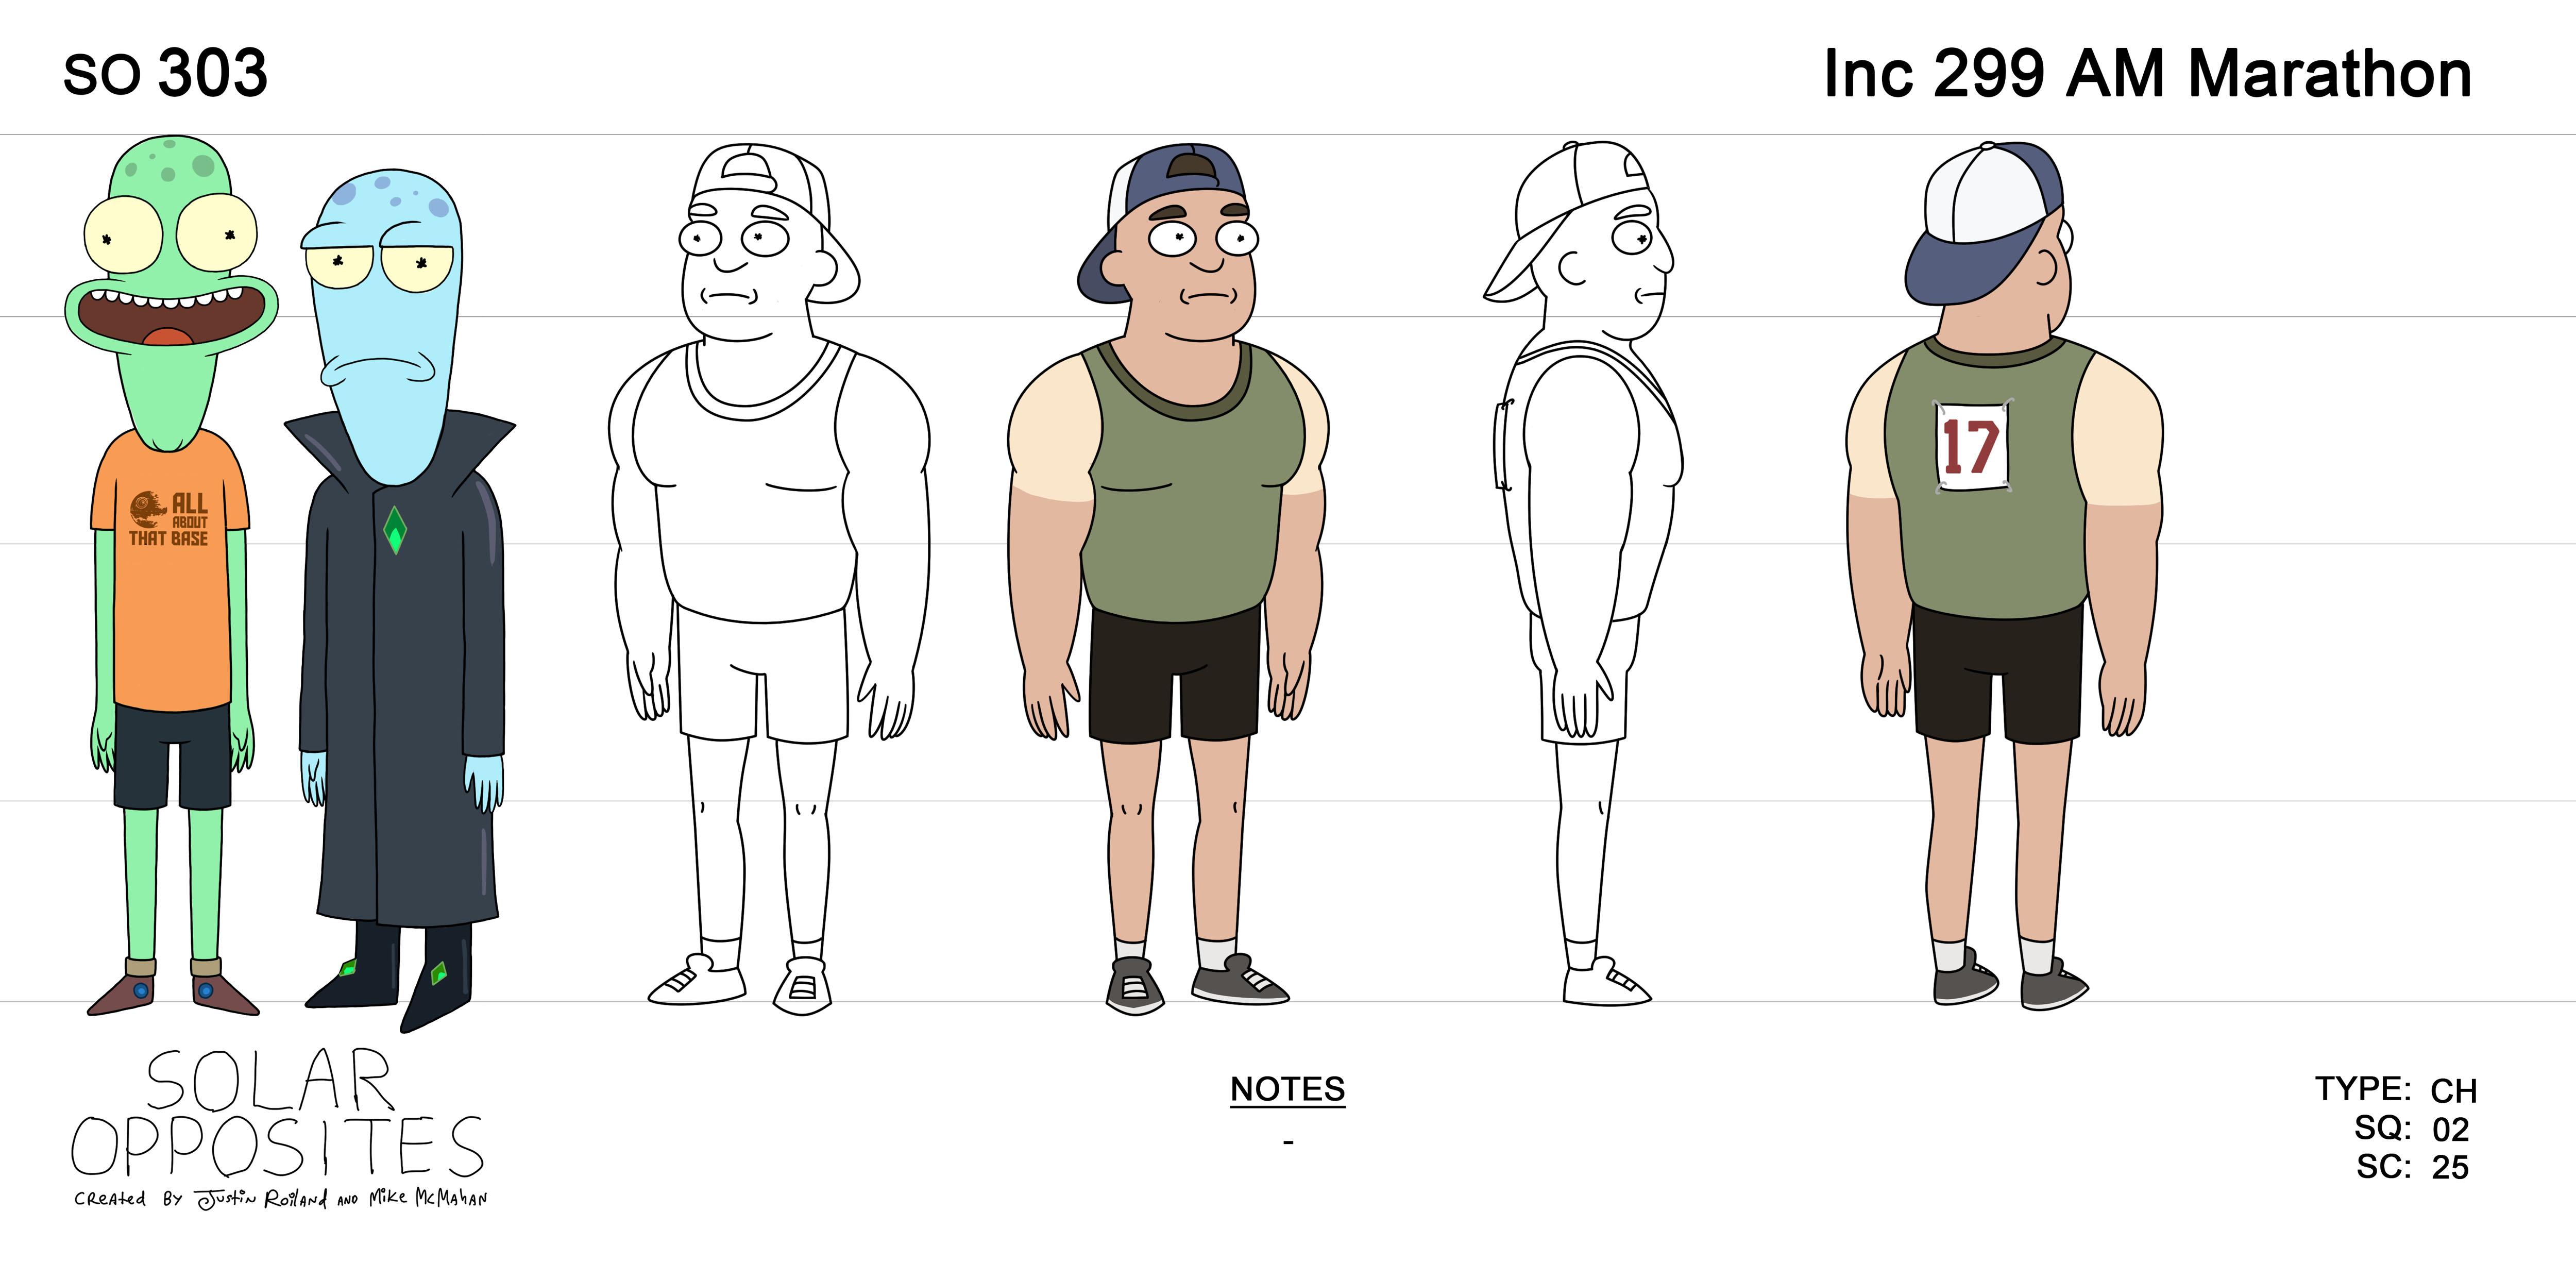 SO 303
Inc 299 AM Marathon
ALL
ABOUT
THAT BASE
17
SOLAR
OPPOSITES
CREATED BY JUSTIN ROILAND AND MIKE MCMAHAN
NOTES
-
TYPE: CH
SQ: 02
SC: 25